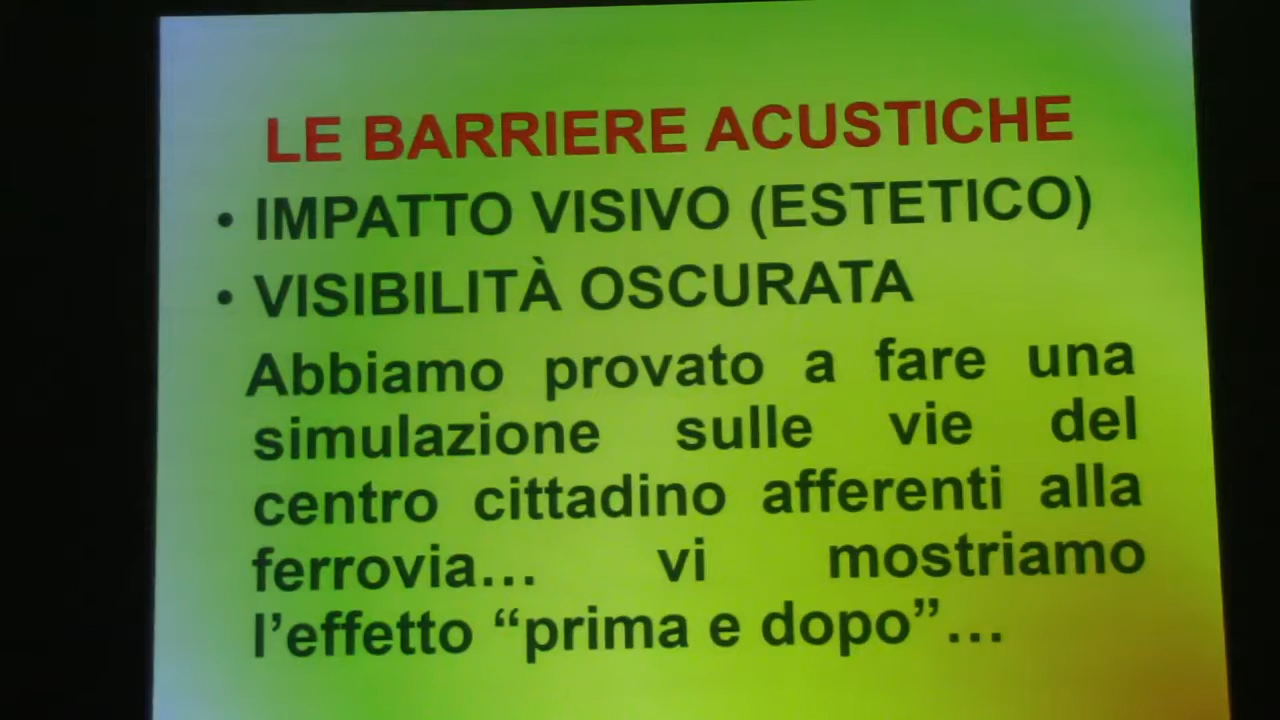 LE BARRIERE ACUSTICHE
• IMPATTO VISIVO (ESTETICO)
• VISIBILITÀ OSCURATA
Abbiamo provato a fare una
simulazione sulle vie del
centro cittadino afferenti alla
ferrovia... vi mostriamo
l’effetto “prima e dopo”...